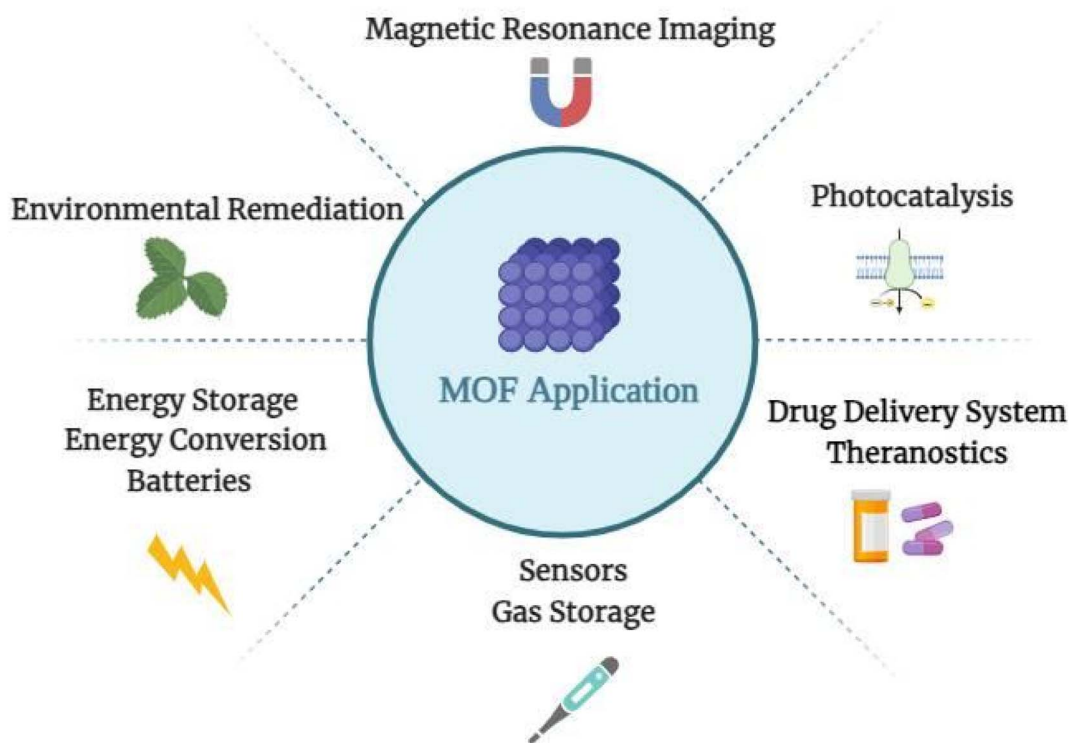 Magnetic Resonance Imaging
Environmental Remediation
Photocatalysis
MOF Application
Energy Storage
Energy Conversion
Batteries
Drug Delivery System
Theranostics
Sensors
Gas Storage